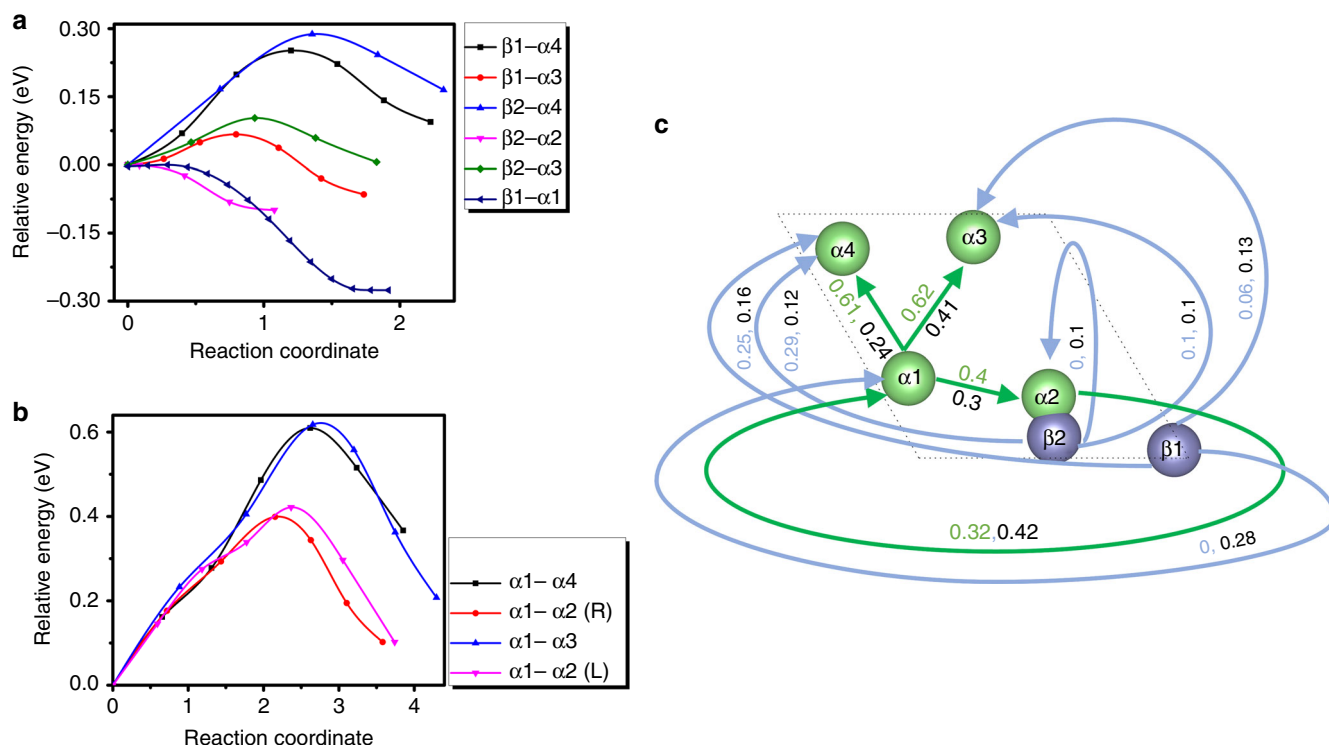 a
Relative energy (eV)
0.30
0.15
0.00
−0.15
−0.30
0
1
2
Reaction coordinate
β1–α4
β1–α3
β2–α4
β2–α2
β2–α3
β1–α1
b
Relative energy (eV)
0.6
0.4
0.2
0.0
0
1
2
3
4
Reaction coordinate
α1– α4
α1– α2 (R)
α1– α3
α1– α2 (L)
c
α4
α3
α1
α2
β2
β1
0.25, 0.16
0.29, 0.12
0.61, 0.24
0.62
0.41
0.4
0.3
0, 0.1
0.1, 0.1
0.06, 0.13
0.32,0.42
0, 0.28